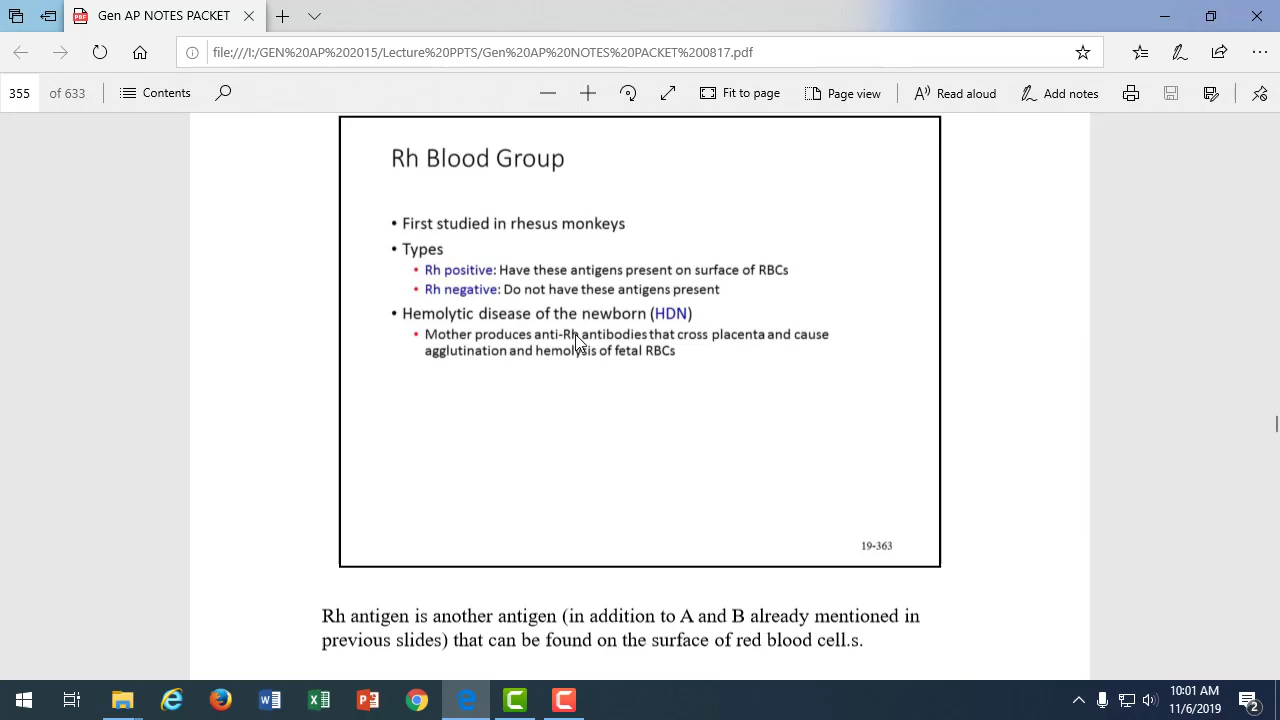 GEN AP NOTES PACKET
file:///I:/GEN%20AP%202015/Lecture%20PPTS/Gen%20AP%20NOTES%20PACKET%200817.pdf
355 of 633 Contents Fit to page Page view Read aloud Add notes
Rh Blood Group
• First studied in rhesus monkeys
• Types
• Rh positive: Have these antigens present on surface of RBCs
• Rh negative: Do not have these antigens present
• Hemolytic disease of the newborn (HDN)
• Mother produces anti-Rh antibodies that cross placenta and cause
agglutination and hemolysis of fetal RBCs
19-363
Rh antigen is another antigen (in addition to A and B already mentioned in
previous slides) that can be found on the surface of red blood cell.s.
10:01 AM
11/6/2019
2